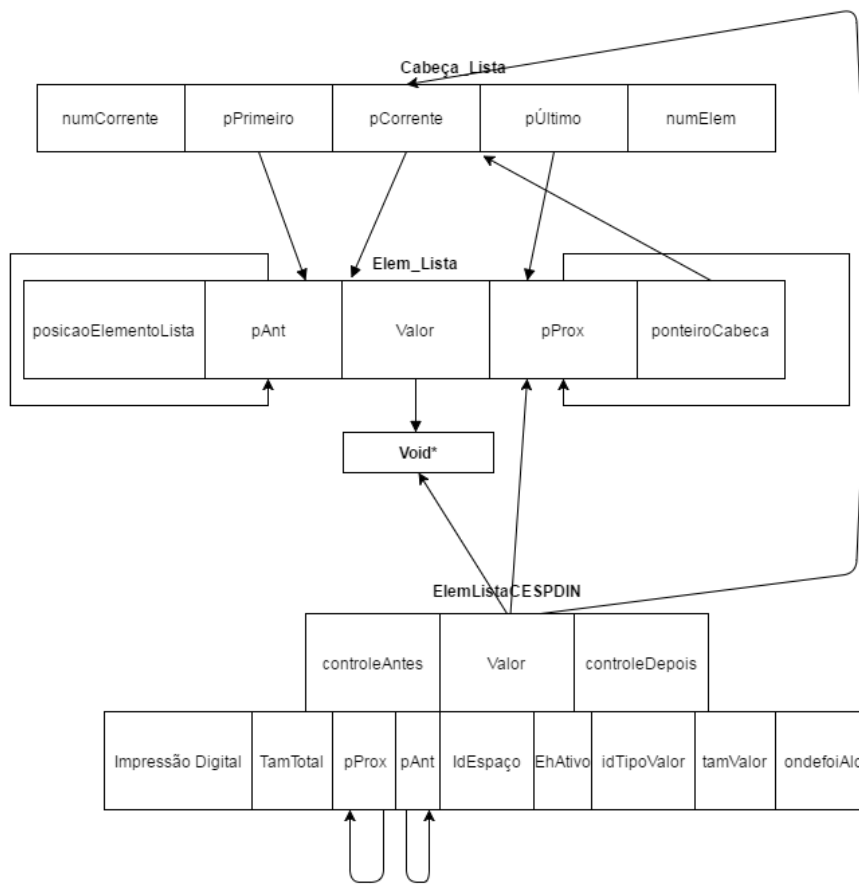 Cabeça_Lista
numCorrente pPrimeiro pCorrente pÚltimo numElem
Elem_Lista
posicaoElementoLista pAnt Valor pProx ponteiroCabeca
Void*
ElemListaCESPDIN
controleAntes Valor controleDepois
Impressão Digital TamTotal pProx pAnt IdEspaço EhAtivo idTipoValor tamValor ondefoiAlo